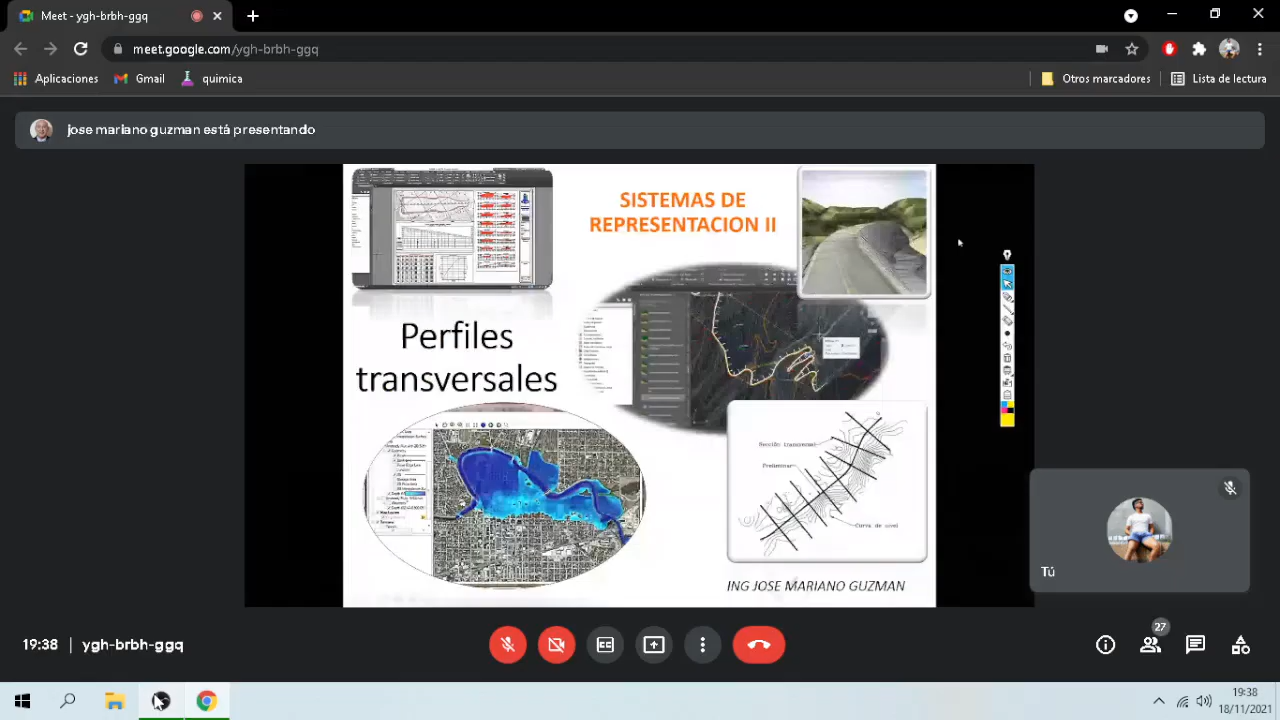 Meet - ygh-brbh-ggq
meet.google.com/ygh-brbh-ggq
Aplicaciones
Gmail
quimica
Otros marcadores
Lista de lectura
jose mariano guzman está presentando
SISTEMAS DE
REPRESENTACION II
Perfiles
transversales
Sección transversal
Preliminar
Curva de nivel
ING JOSE MARIANO GUZMAN
Tú
19:38 | ygh-brbh-ggq
27
19:38
18/11/2021